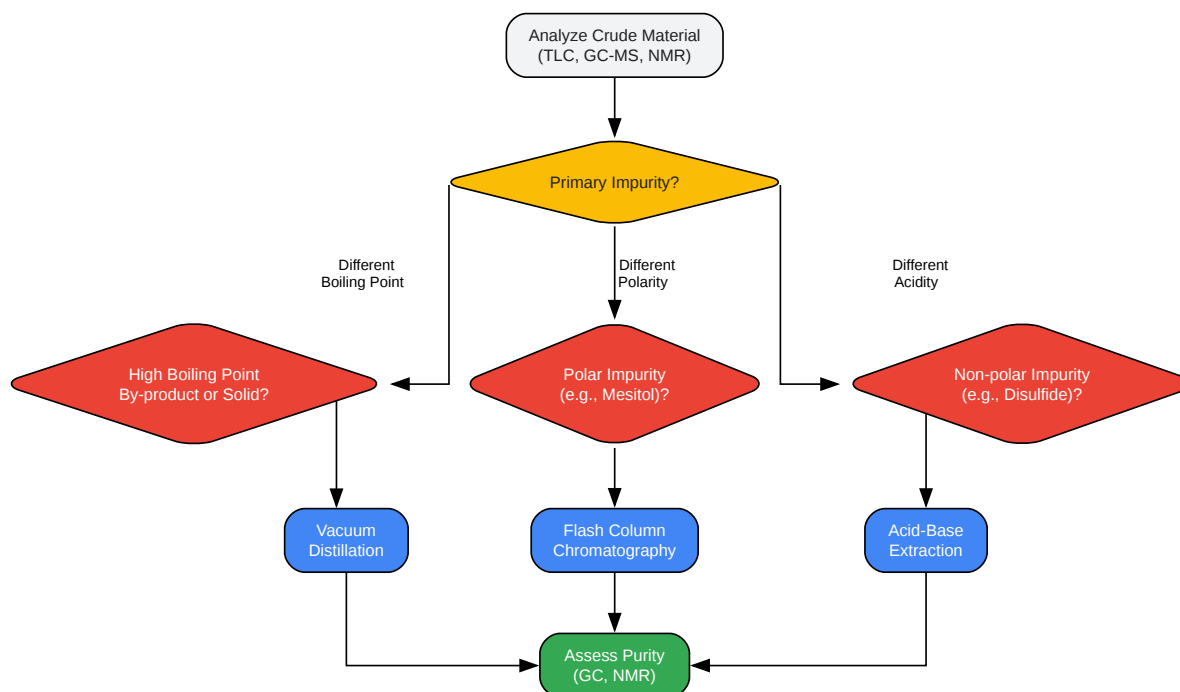 Analyze Crude Material
(TLC, GC-MS, NMR)
Primary Impurity?
Different
Boiling Point
Different
Polarity
Different
Acidity
High Boiling Point
By-product or Solid?
Polar Impurity
(e.g., Mesitol)?
Non-polar Impurity
(e.g., Disulfide)?
Vacuum
Distillation
Flash Column
Chromatography
Acid-Base
Extraction
Assess Purity
(GC, NMR)